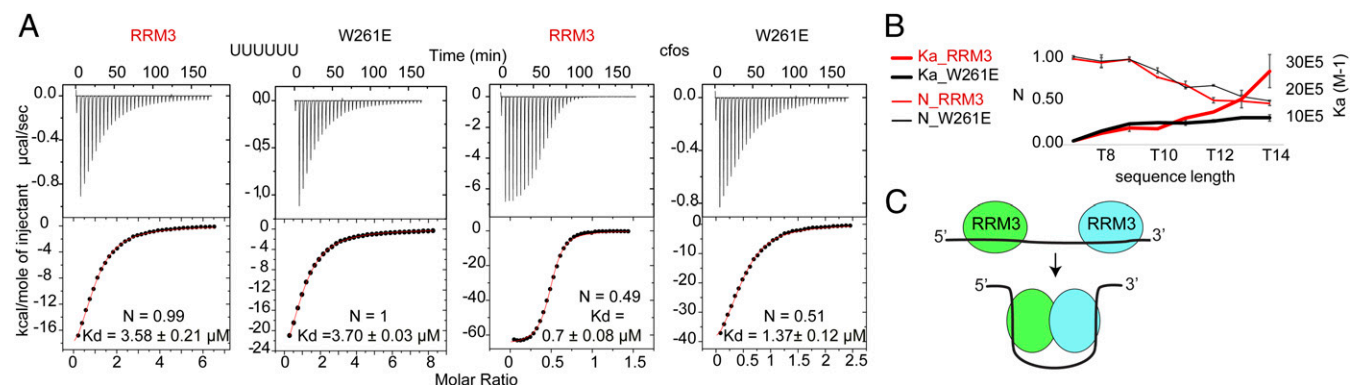 A
RRM3
UUUUUU
W261E
Time (min)
RRM3
cfos
W261E
0 50 100 150
0 50 100 150
0 50 100 150
0 50 100 150
µcal/sec
0.0
-0.4
-0.8
0.0
-0.5
-1.0
-1.5
0
-2
-4
-6
0.0
-0.4
-0.8
kcal/mole of injectant
0
-4
-8
-12
-16
N = 0.99
Kd = 3.58 ± 0.21 µM
0
-4
-8
-12
-16
-20
-24
N = 1
Kd =3.70 ± 0.03 µM
0
-20
-40
-60
N = 0.49
Kd =
0.7 ± 0.08 µM
0
-10
-20
-30
-40
N = 0.51
Kd = 1.37± 0.12 µM
0 2 4 6
0 2 4 6 8
0.0 0.5 1.0 1.5
0 0.5 1.0 1.5 2.0 2.5
Molar Ratio
B
Ka_RRM3
Ka_W261E
N_RRM3
N_W261E
N
1.00
0.50
0.00
30E5
20E5
10E5
Ka (M-1)
T8 T10 T12 T14
sequence length
C
RRM3 RRM3
5’ 3’
5’ 3’